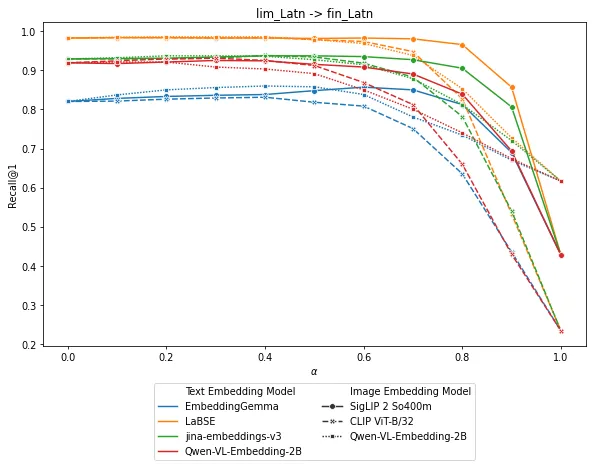 lim_Latn -> fin_Latn
Recall@1
1.0
0.9
0.8
0.7
0.6
0.5
0.4
0.3
0.2
0.0 0.2 0.4 0.6 0.8 1.0
α
Text Embedding Model Image Embedding Model
EmbeddingGemma SigLIP 2 So400m
LaBSE CLIP ViT-B/32
jina-embeddings-v3 Qwen-VL-Embedding-2B
Qwen-VL-Embedding-2B